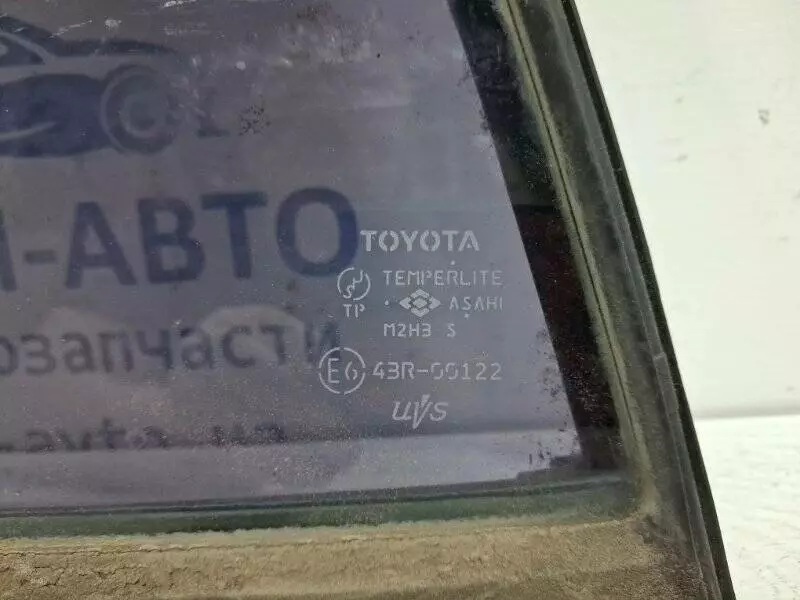 TOYOTA
TEMPERLITE
TP · ASAHI
M2H3 S
E6 43R-00122
UVS
-АВТО
озапчасти